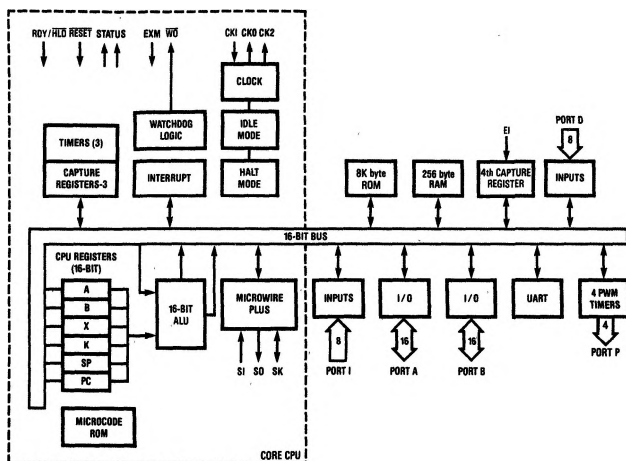 RDY/HLD RESET STATUS EXM WO CKI CKO CK2
CLOCK
TIMERS (3)
WATCHDOG
LOGIC
IDLE
MODE
CAPTURE
REGISTERS-3
INTERRUPT
HALT
MODE
8K byte
ROM
256 byte
RAM
EI
4th CAPTURE
REGISTER
PORT D
8
INPUTS
16-BIT BUS
CPU REGISTERS
(16-BIT)
A
B
X
K
SP
PC
16-BIT
ALU
MICROWIRE
PLUS
SI SO SK
INPUTS
8
PORT I
I/O
16
PORT A
I/O
16
PORT B
UART
4 PWM
TIMERS
4
PORT P
MICROCODE
ROM
CORE CPU